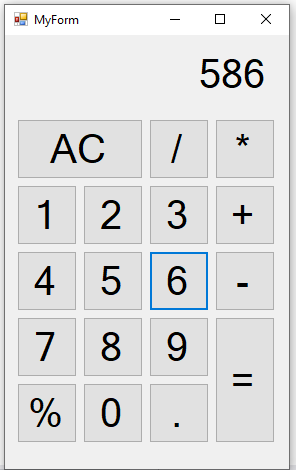 MyForm
586
AC / *
1 2 3 +
4 5 6 -
7 8 9
=
% 0 .